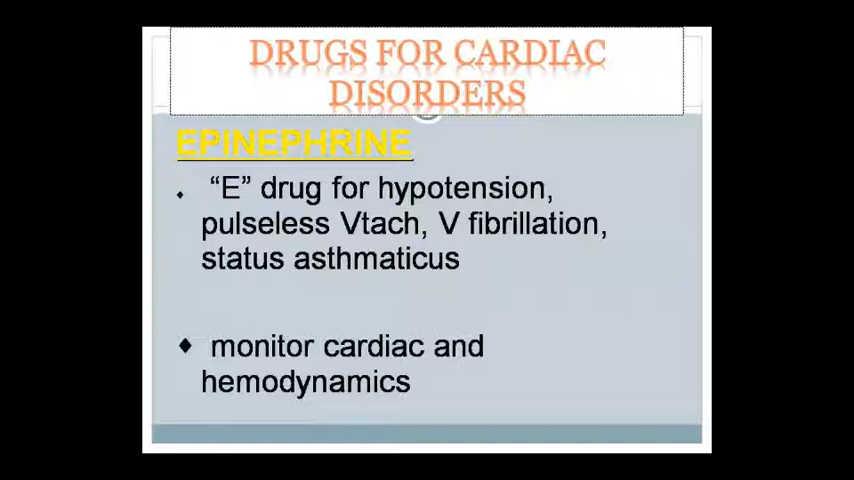 DRUGS FOR CARDIAC
DISORDERS
EPINEPHRINE
♦ “E” drug for hypotension,
pulseless Vtach, V fibrillation,
status asthmaticus
♦ monitor cardiac and
hemodynamics